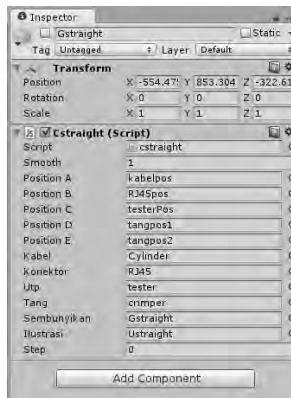 Inspector
Gstraight Static
Tag Untagged Layer Default
Transform
Position X -554.475 Y 853.304 Z -322.61
Rotation X 0 Y 0 Z 0
Scale X 1 Y 1 Z 1
Cstraight (Script)
Script cstraight
Smooth 1
Position A kabelpos
Position B RJ45pos
Position C testerPos
Position D tangpos1
Position E tangpos2
Kabel Cylinder
Konektor RJ45
Utp tester
Tang crimper
Sembunyikan Gstraight
Ilustrasi Ustraight
Step 0
Add Component